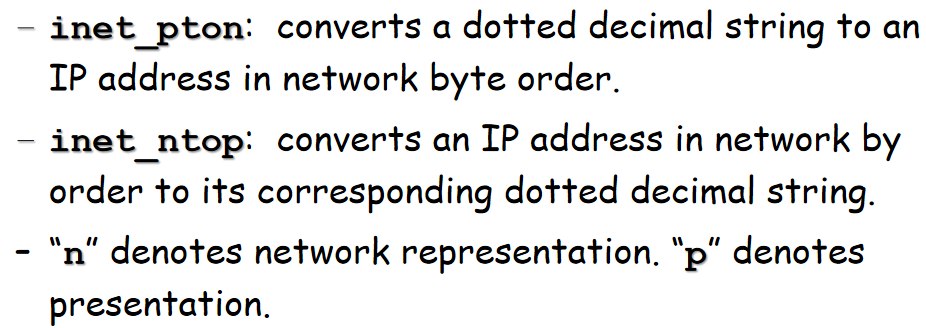 – inet_pton: converts a dotted decimal string to an
IP address in network byte order.
– inet_ntop: converts an IP address in network by
order to its corresponding dotted decimal string.
– “n” denotes network representation. “p” denotes
presentation.